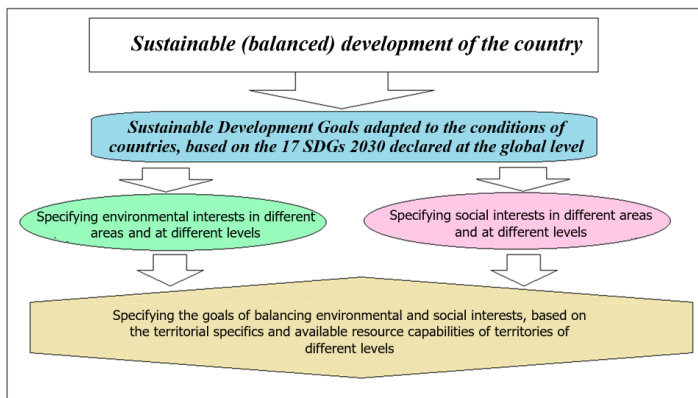 Sustainable (balanced) development of the country
Sustainable Development Goals adapted to the conditions of
countries, based on the 17 SDGs 2030 declared at the global level
Specifying environmental interests in different
areas and at different levels
Specifying social interests in different areas
and at different levels
Specifying the goals of balancing environmental and social interests, based on
the territorial specifics and available resource capabilities of territories of
different levels